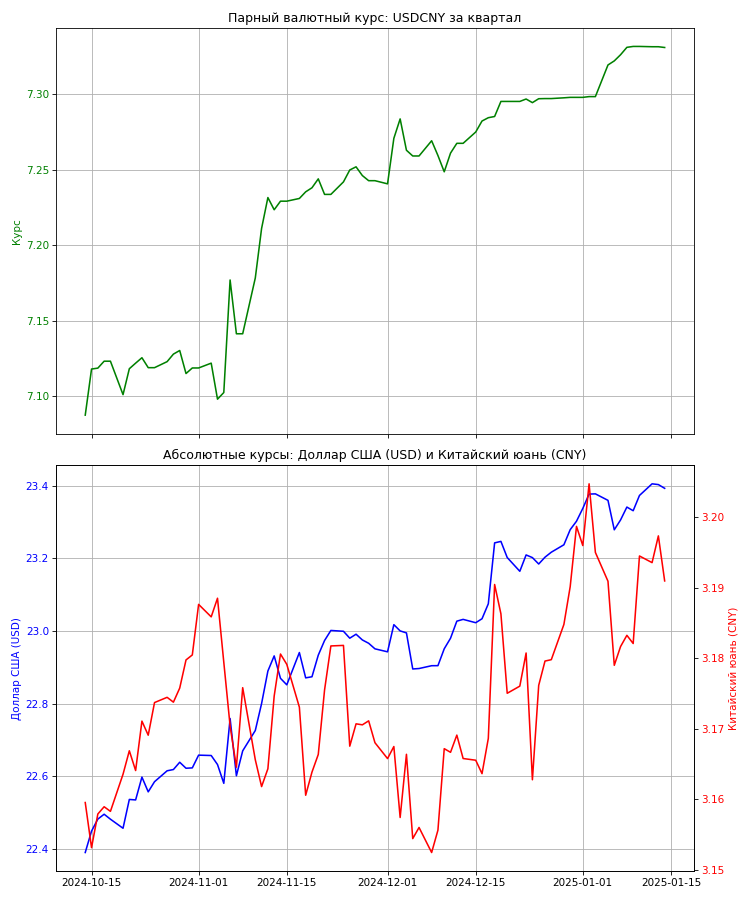 Парный валютный курс: USDCNY за квартал
Курс
7.30
7.25
7.20
7.15
7.10
Абсолютные курсы: Доллар США (USD) и Китайский юань (CNY)
Доллар США (USD)
23.4
23.2
23.0
22.8
22.6
22.4
3.20
3.19
3.18
3.17
3.16
3.15
Китайский юань (CNY)
2024-10-15 2024-11-01 2024-11-15 2024-12-01 2024-12-15 2025-01-01 2025-01-15